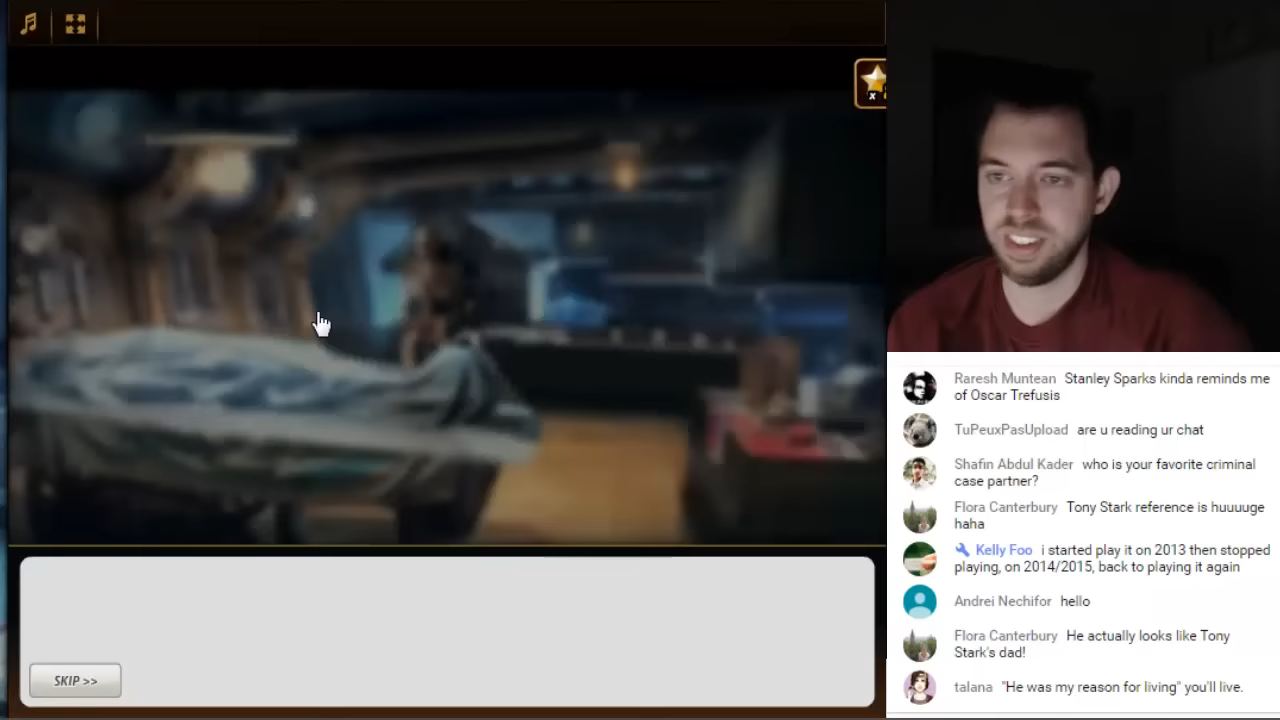 x
SKIP >>
Raresh Muntean Stanley Sparks kinda reminds me
of Oscar Trefusis
TuPeuxPasUpload are u reading ur chat
Shafin Abdul Kader who is your favorite criminal
case partner?
Flora Canterbury Tony Stark reference is huuuuge
haha
Kelly Foo i started play it on 2013 then stopped
playing, on 2014/2015, back to playing it again
Andrei Nechifor hello
Flora Canterbury He actually looks like Tony
Stark's dad!
talana "He was my reason for living" you'll live.